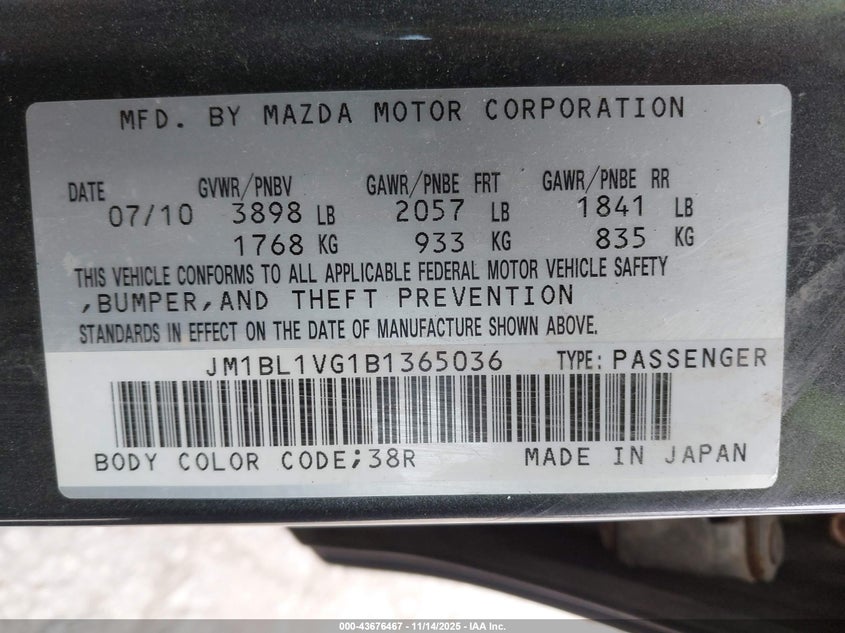 MFD. BY MAZDA MOTOR CORPORATION
DATE GVWR/PNBV GAWR/PNBE FRT GAWR/PNBE RR
07/10 3898 LB 2057 LB 1841 LB
1768 KG 933 KG 835 KG
THIS VEHICLE CONFORMS TO ALL APPLICABLE FEDERAL MOTOR VEHICLE SAFETY
,BUMPER,AND THEFT PREVENTION
STANDARDS IN EFFECT ON THE DATE OF MANUFACTURE SHOWN ABOVE.
JM1BL1VG1B1365036 TYPE: PASSENGER
BODY COLOR CODE;38R MADE IN JAPAN
000-43676467 - 11/14/2025 - IAA Inc.